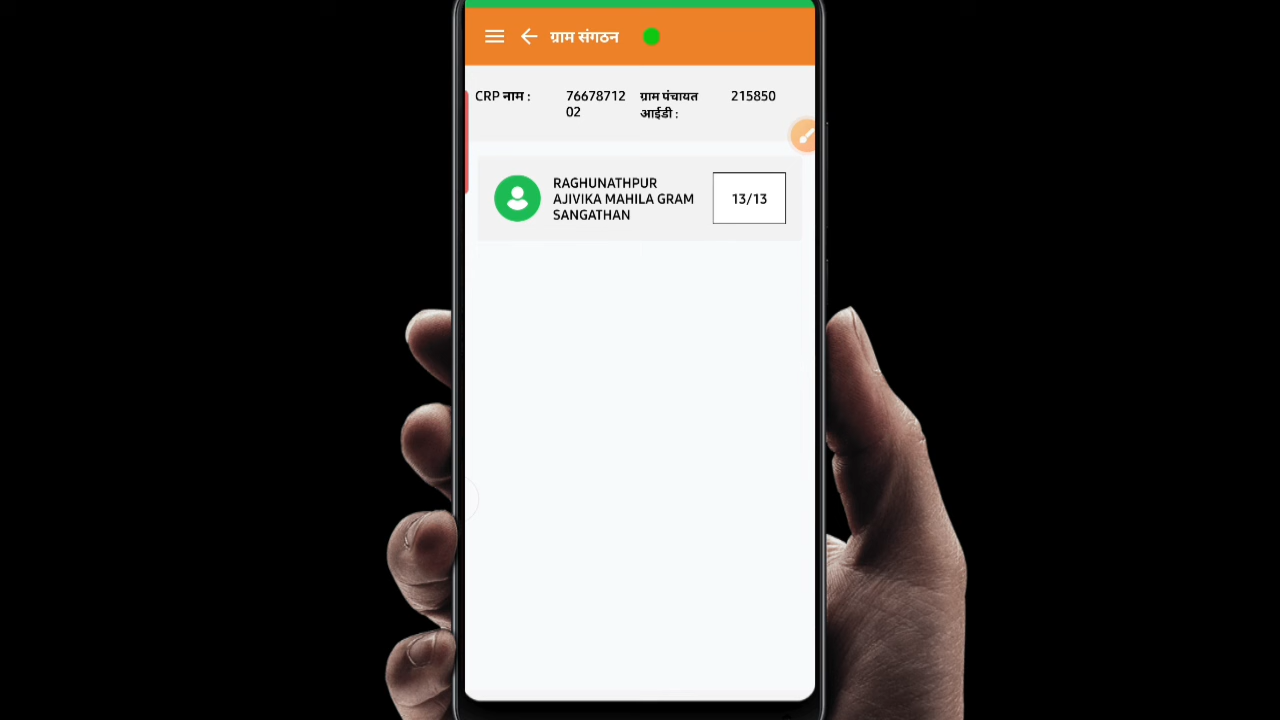 ग्राम संगठन
CRP नाम : 76678712 ग्राम पंचायत 215850
02 आईडी :
RAGHUNATHPUR
AJIVIKA MAHILA GRAM 13/13
SANGATHAN